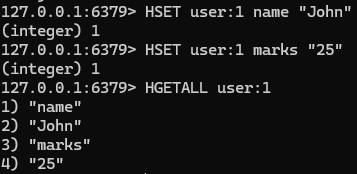 127.0.0.1:6379> HSET user:1 name "John"
(integer) 1
127.0.0.1:6379> HSET user:1 marks "25"
(integer) 1
127.0.0.1:6379> HGETALL user:1
1) "name"
2) "John"
3) "marks"
4) "25"